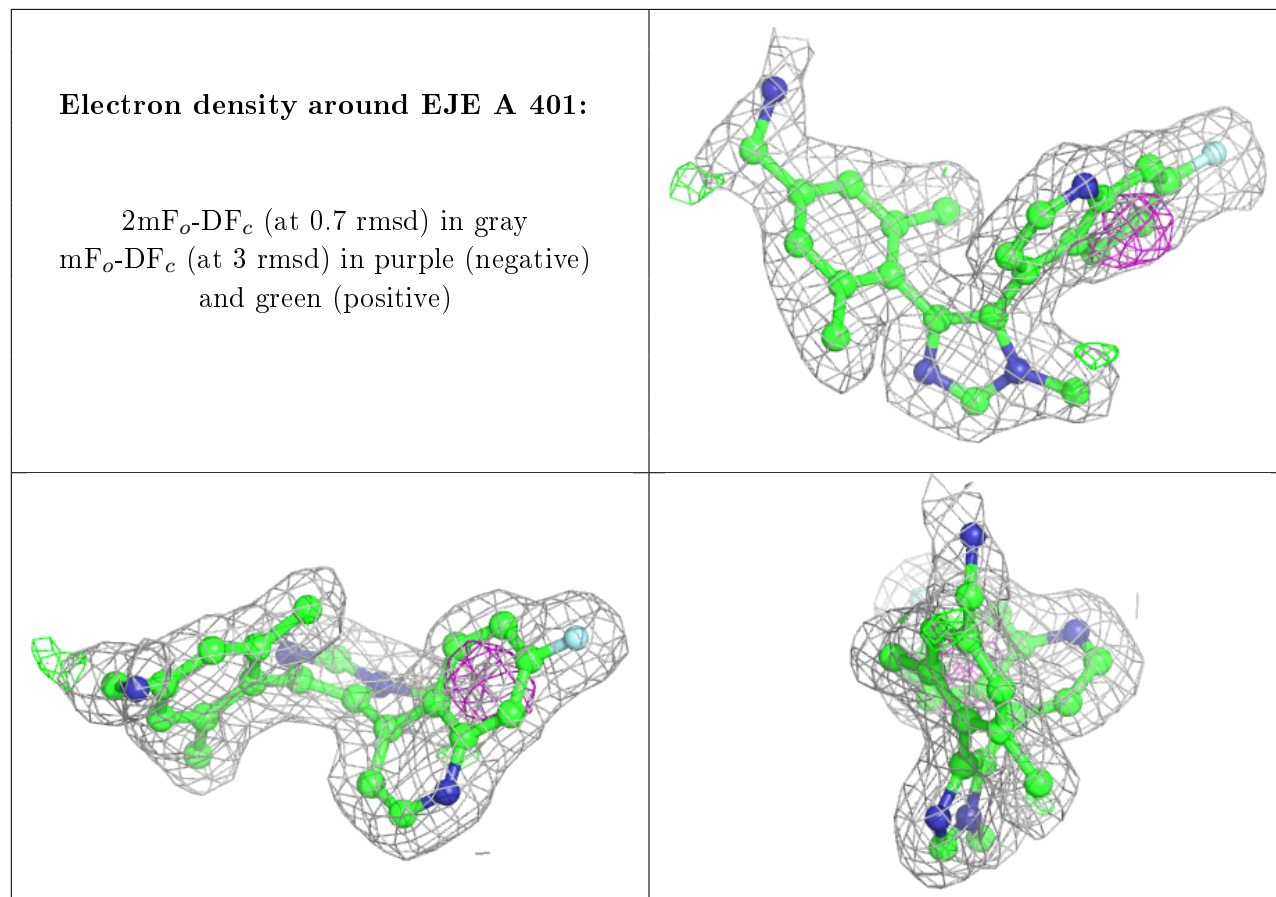 Electron density around EJE A 401:
2mFo-DFc (at 0.7 rmsd) in gray
mFo-DFc (at 3 rmsd) in purple (negative)
and green (positive)